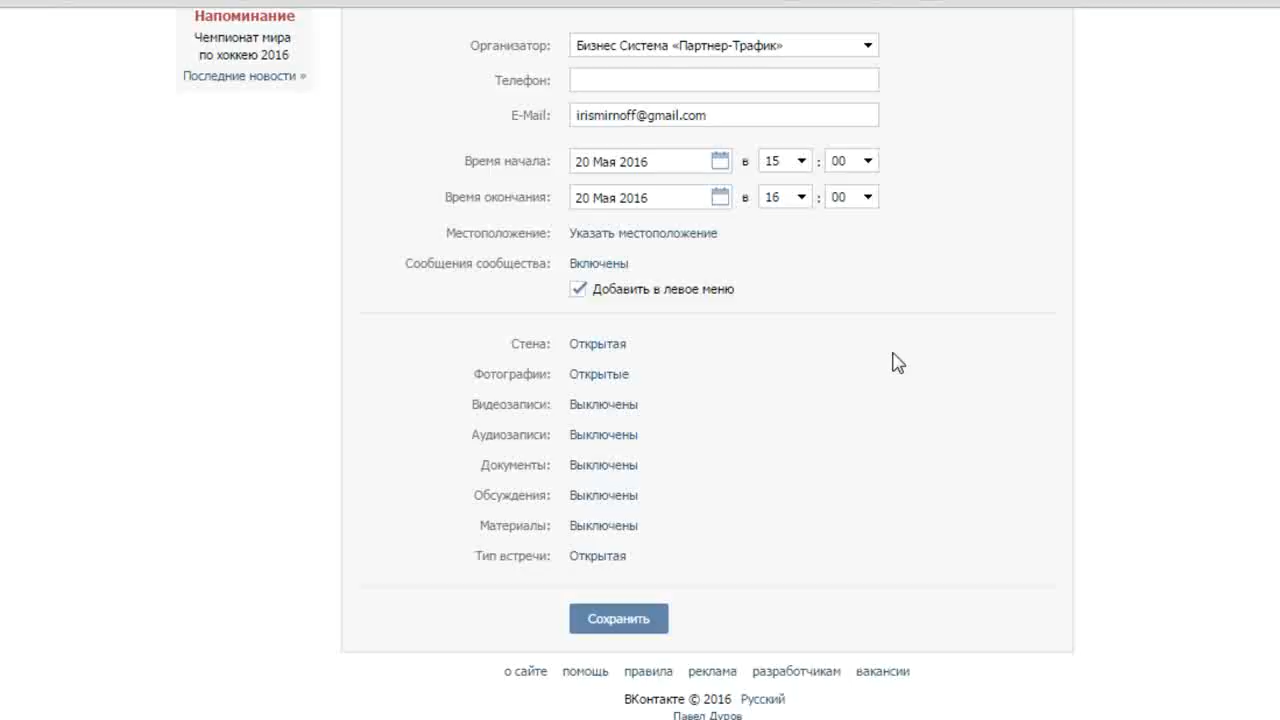 Напоминание
Чемпионат мира
по хоккею 2016
Последние новости »
Организатор: Бизнес Система «Партнер-Трафик»
Телефон:
E-Mail: irismirnoff@gmail.com
Время начала: 20 Мая 2016 в 15 : 00
Время окончания: 20 Мая 2016 в 16 : 00
Местоположение: Указать местоположение
Сообщения сообщества: Включены
Добавить в левое меню
Стена: Открытая
Фотографии: Открытые
Видеозаписи: Выключены
Аудиозаписи: Выключены
Документы: Выключены
Обсуждения: Выключены
Материалы: Выключены
Тип встречи: Открытая
Сохранить
о сайте помощь правила реклама разработчикам вакансии
ВКонтакте © 2016 Русский
Павел Дуров